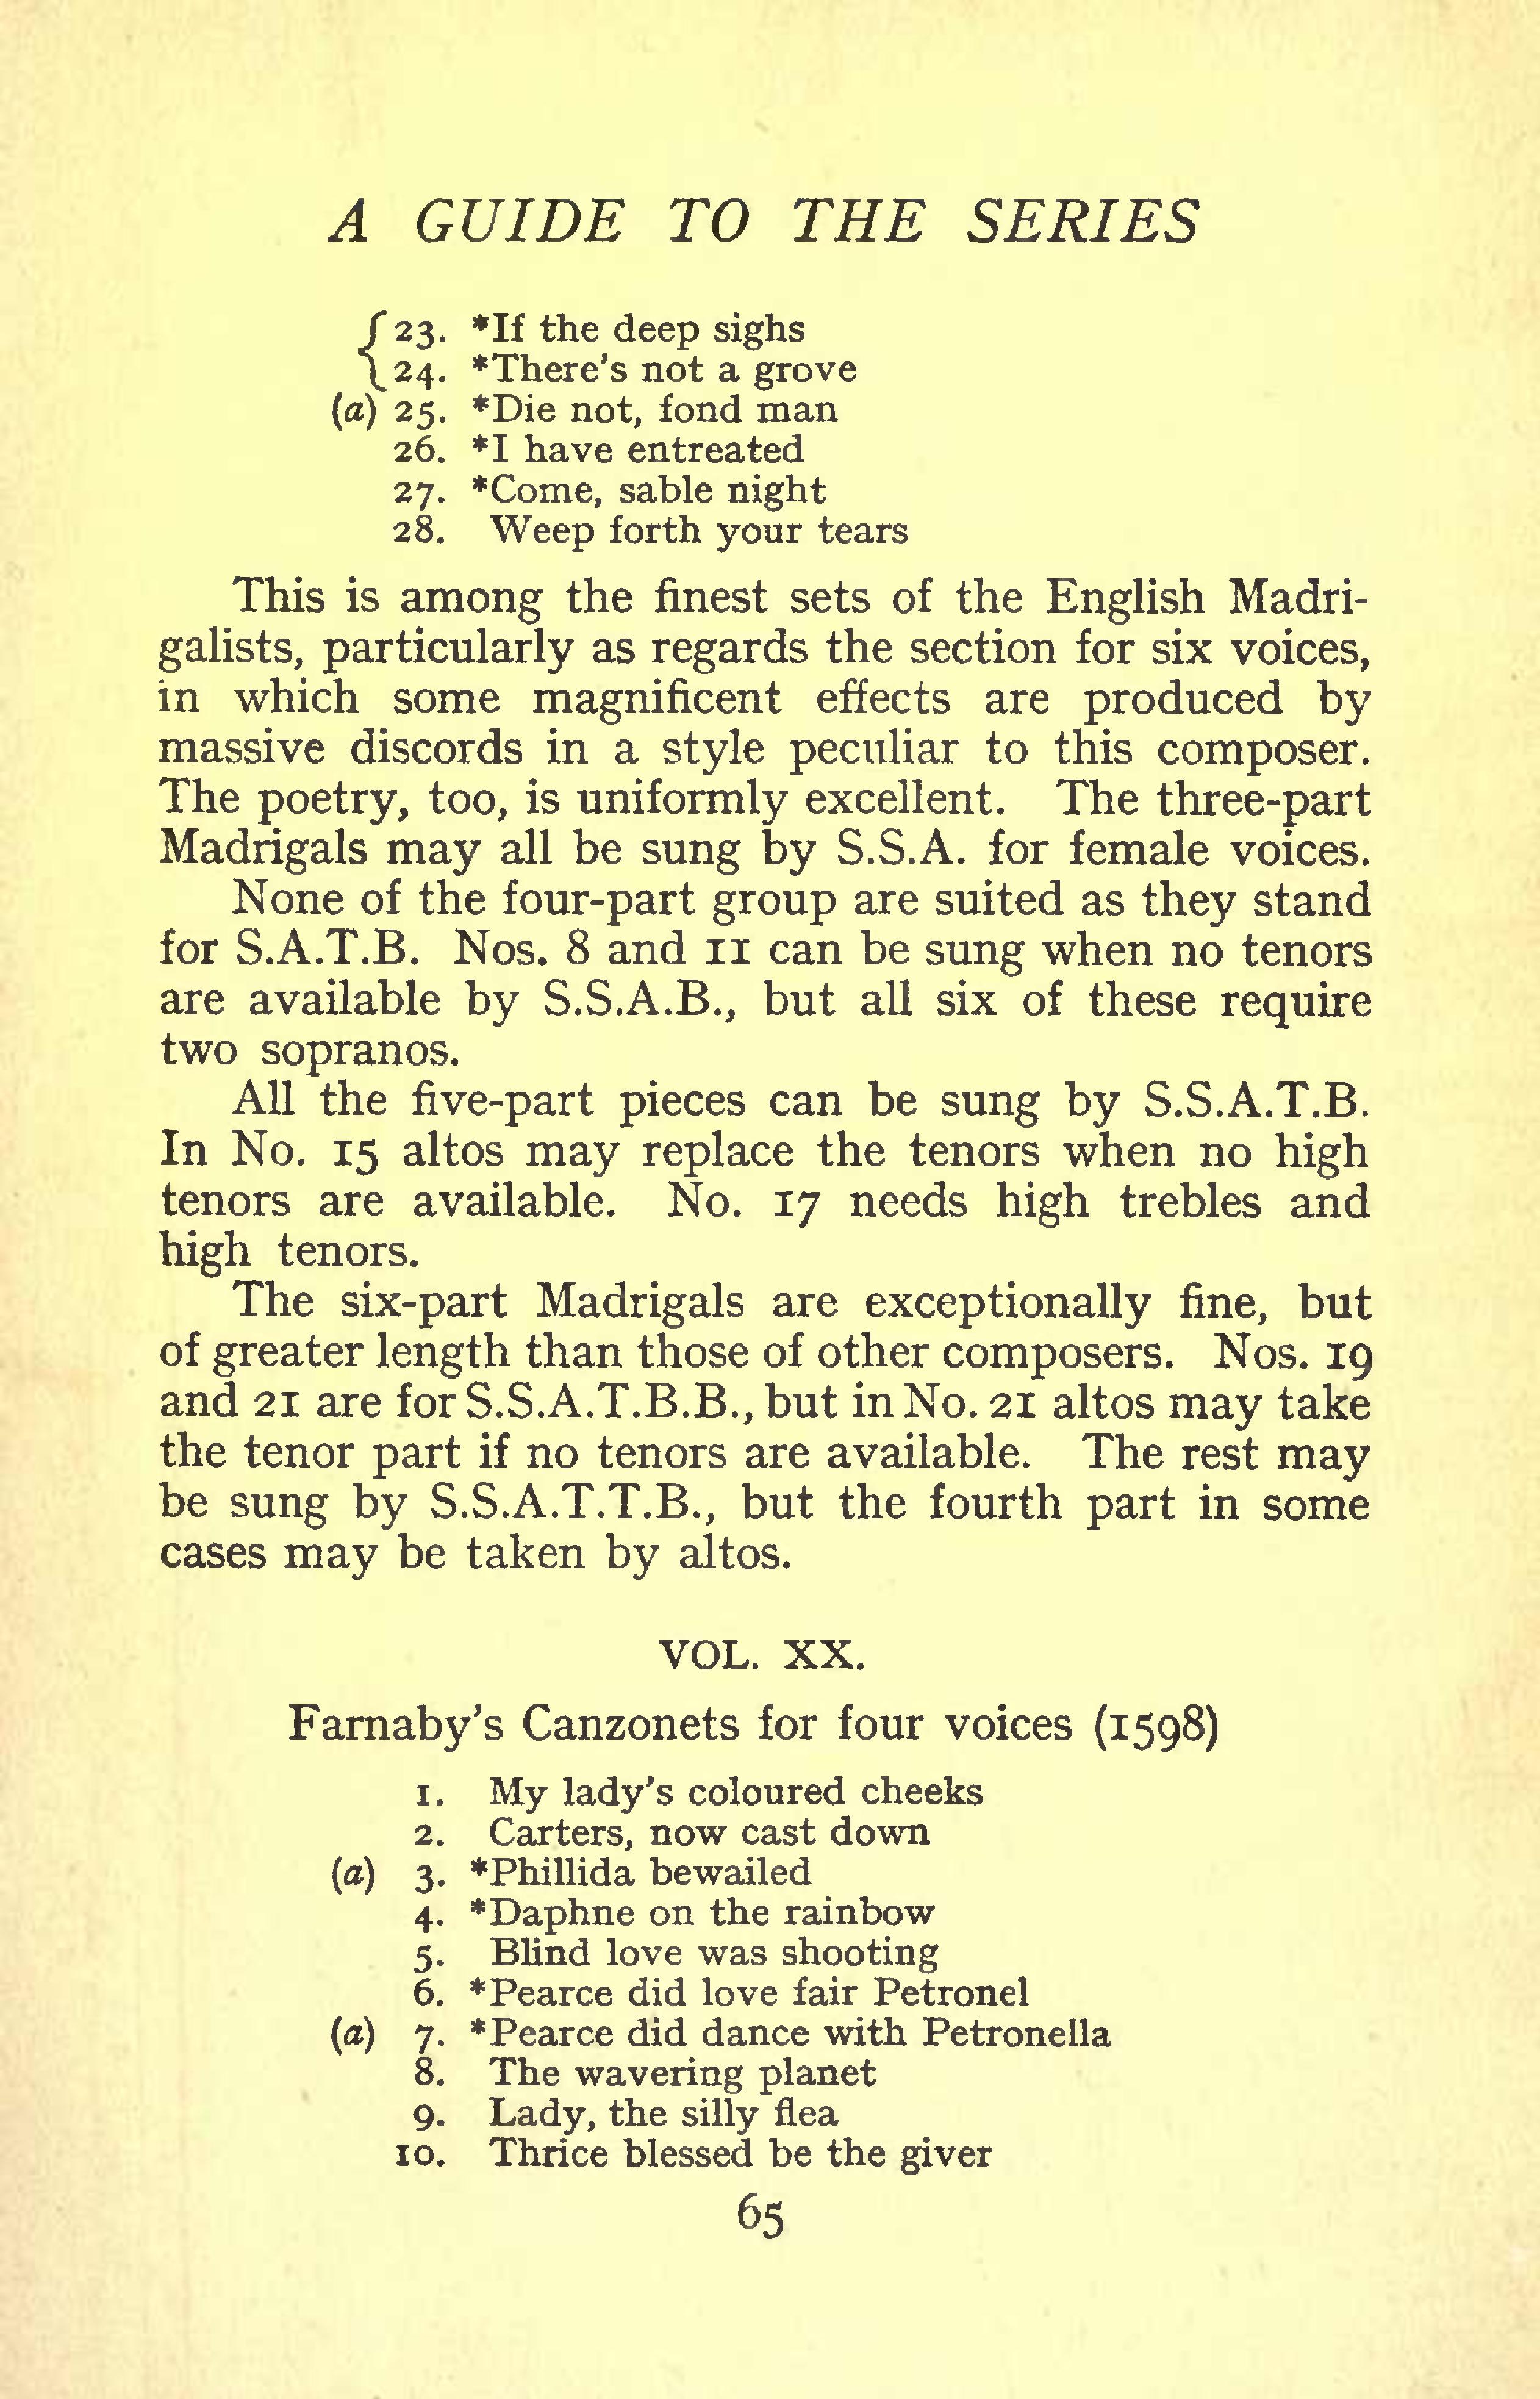 A GUIDE TO THE SERIES
23. *If the deep sighs
24. *There's not a grove
(a) 25. *Die not, fond man
26. *I have entreated
27. *Come, sable night
28. Weep forth your tears
This is among the finest sets of the English Madri-
galists, particularly as regards the section for six voices,
in which some magnificent effects are produced by
massive discords in a style peculiar to this composer.
The poetry, too, is uniformly excellent. The three-part
Madrigals may all be sung by S.S.A. for female voices.
None of the four-part group are suited as they stand
for S.A.T.B. Nos. 8 and 11 can be sung when no tenors
are available by S.S.A.B., but all six of these require
two sopranos.
All the five-part pieces can be sung by S.S.A.T.B.
In No. 15 altos may replace the tenors when no high
tenors are available. No. 17 needs high trebles and
high tenors.
The six-part Madrigals are exceptionally fine, but
of greater length than those of other composers. Nos. 19
and 21 are for S.S.A.T.B.B., but in No. 21 altos may take
the tenor part if no tenors are available. The rest may
be sung by S.S.A.T.T.B., but the fourth part in some
cases may be taken by altos.
VOL. XX.
Farnaby's Canzonets for four voices (1598)
1. My lady's coloured cheeks
2. Carters, now cast down
(a) 3. *Phillida bewailed
4. *Daphne on the rainbow
5. Blind love was shooting
6. *Pearce did love fair Petronel
(a) 7. *Pearce did dance with Petronella
8. The wavering planet
9. Lady, the silly flea
10. Thrice blessed be the giver
65